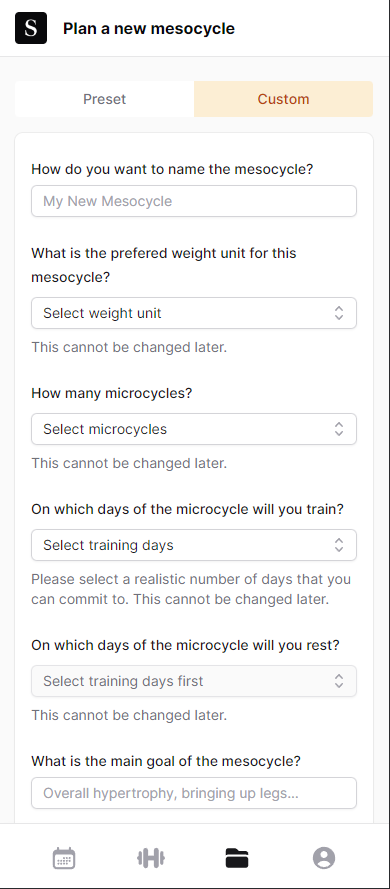 S Plan a new mesocycle
Preset Custom
How do you want to name the mesocycle?
My New Mesocycle
What is the prefered weight unit for this
mesocycle?
Select weight unit
This cannot be changed later.
How many microcycles?
Select microcycles
This cannot be changed later.
On which days of the microcycle will you train?
Select training days
Please select a realistic number of days that you
can commit to. This cannot be changed later.
On which days of the microcycle will you rest?
Select training days first
This cannot be changed later.
What is the main goal of the mesocycle?
Overall hypertrophy, bringing up legs...